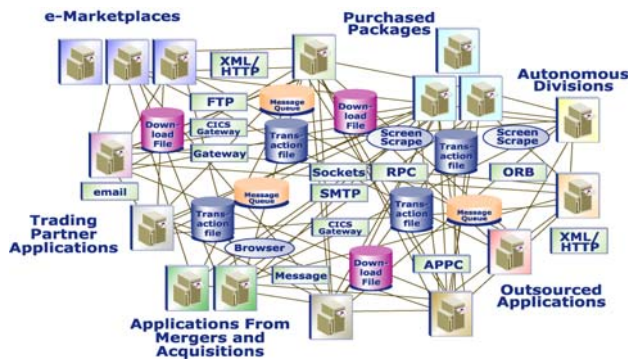 e-Marketplaces
Purchased
Packages
XML/
HTTP
Autonomous
Divisions
FTP
Message
Queue
Down-
load
File
CICS
Gateway
Down-
load
File
Trans-
action
file
Screen
Scrape
Screen
Scrape
Trans-
action
file
Gateway
Sockets
RPC
ORB
email
SMTP
Message
Queue
Trans-
action
file
Trans-
action
file
Message
Queue
Trading
Partner
Applications
CICS
Gateway
XML/
HTTP
Browser
Down-
load
File
Message
APPC
Outsourced
Applications
Applications From
Mergers and
Acquisitions